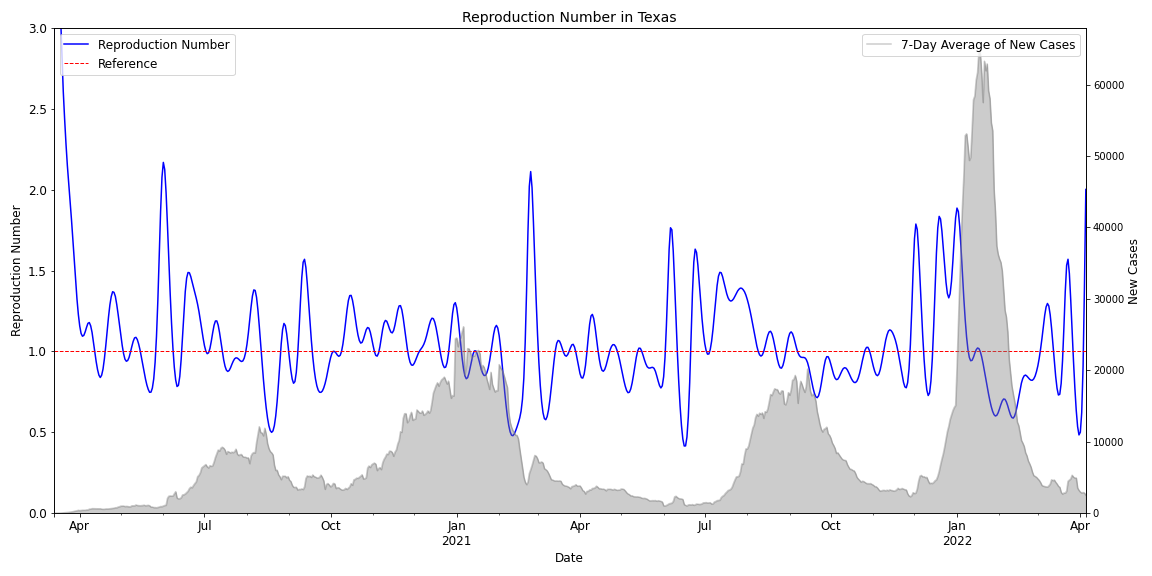 Reproduction Number in Texas
Reproduction Number
Reference
7-Day Average of New Cases
3.0
2.5
2.0
1.5
1.0
0.5
0.0
Reproduction Number
60000
50000
40000
30000
20000
10000
0
New Cases
Apr
Jul
Oct
Jan
2021
Apr
Jul
Oct
Jan
2022
Apr
Date